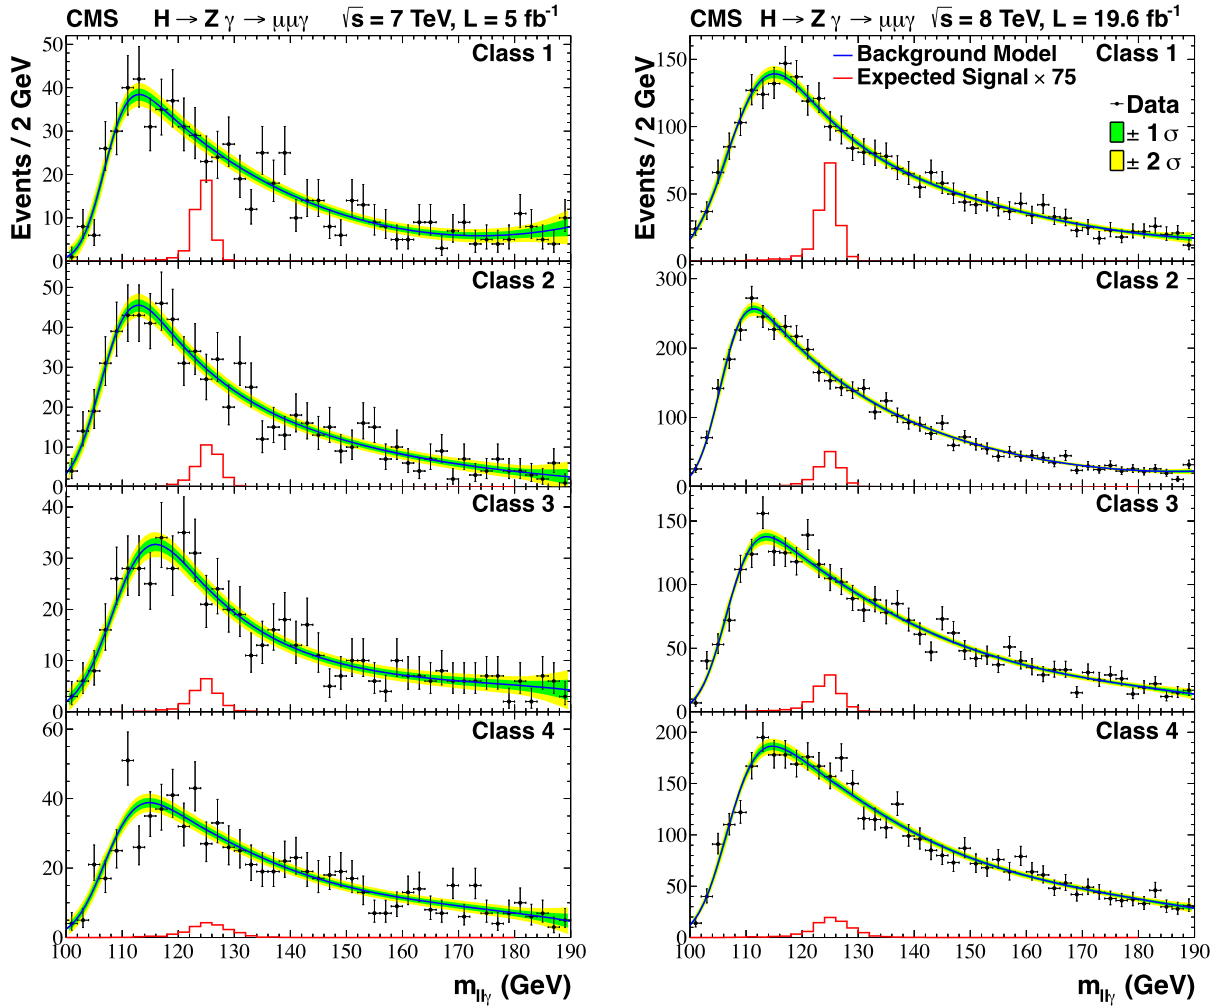 CMS H → Z γ → μμγ √s = 7 TeV, L = 5 fb⁻¹
Events / 2 GeV
Class 1
50
40
30
20
10
0
Class 2
50
40
30
20
10
0
Class 3
40
30
20
10
0
Class 4
60
40
20
0
100 110 120 130 140 150 160 170 180 190
m_llγ (GeV)
CMS H → Z γ → μμγ √s = 8 TeV, L = 19.6 fb⁻¹
Events / 2 GeV
Background Model
Class 1
Expected Signal × 75
Data
± 1 σ
± 2 σ
150
100
50
0
Class 2
300
200
100
0
Class 3
150
100
50
0
Class 4
200
150
100
50
0
100 110 120 130 140 150 160 170 180 190
m_llγ (GeV)